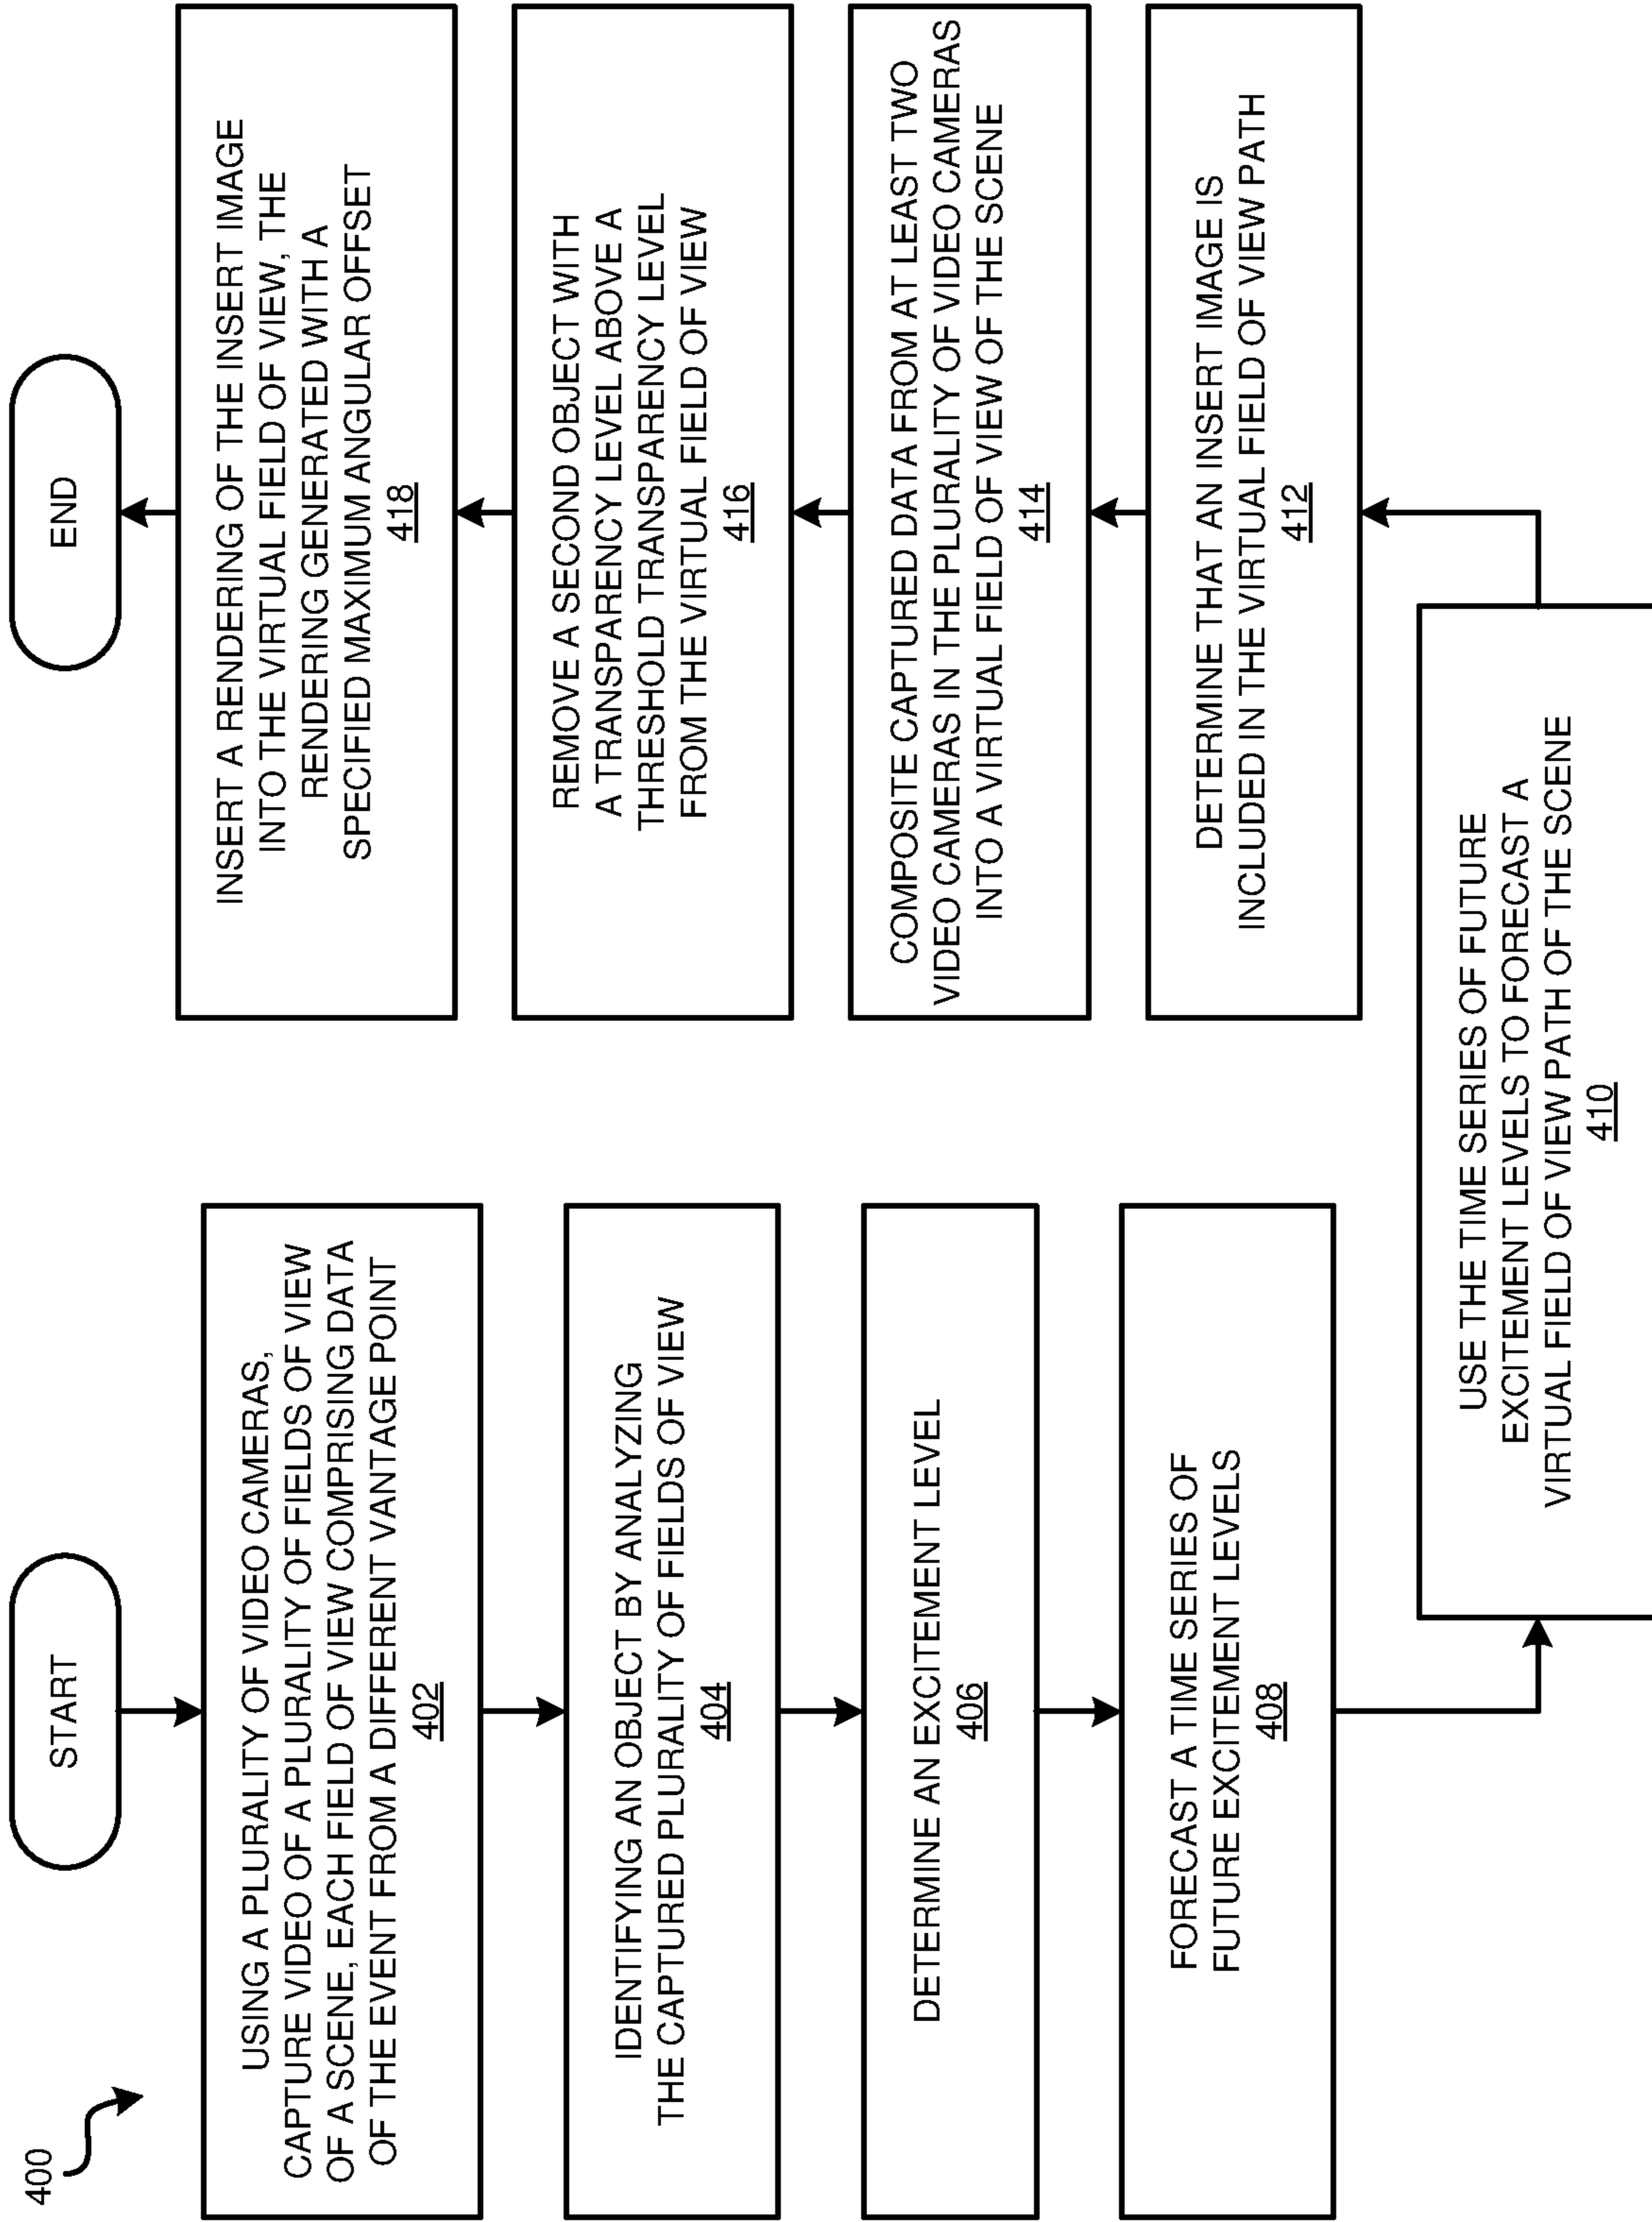 400
START
USING A PLURALITY OF VIDEO CAMERAS,
CAPTURE VIDEO OF A PLURALITY OF FIELDS OF VIEW
OF A SCENE, EACH FIELD OF VIEW COMPRISING DATA
OF THE EVENT FROM A DIFFERENT VANTAGE POINT
402
IDENTIFYING AN OBJECT BY ANALYZING
THE CAPTURED PLURALITY OF FIELDS OF VIEW
404
DETERMINE AN EXCITEMENT LEVEL
406
FORECAST A TIME SERIES OF
FUTURE EXCITEMENT LEVELS
408
USE THE TIME SERIES OF FUTURE
EXCITEMENT LEVELS TO FORECAST A
VIRTUAL FIELD OF VIEW PATH OF THE SCENE
410
DETERMINE THAT AN INSERT IMAGE IS
INCLUDED IN THE VIRTUAL FIELD OF VIEW PATH
412
COMPOSITE CAPTURED DATA FROM AT LEAST TWO
VIDEO CAMERAS IN THE PLURALITY OF VIDEO CAMERAS
INTO A VIRTUAL FIELD OF VIEW OF THE SCENE
414
REMOVE A SECOND OBJECT WITH
A TRANSPARENCY LEVEL ABOVE A
THRESHOLD TRANSPARENCY LEVEL
FROM THE VIRTUAL FIELD OF VIEW
416
INSERT A RENDERING OF THE INSERT IMAGE
INTO THE VIRTUAL FIELD OF VIEW, THE
RENDERING GENERATED WITH A
SPECIFIED MAXIMUM ANGULAR OFFSET
418
END